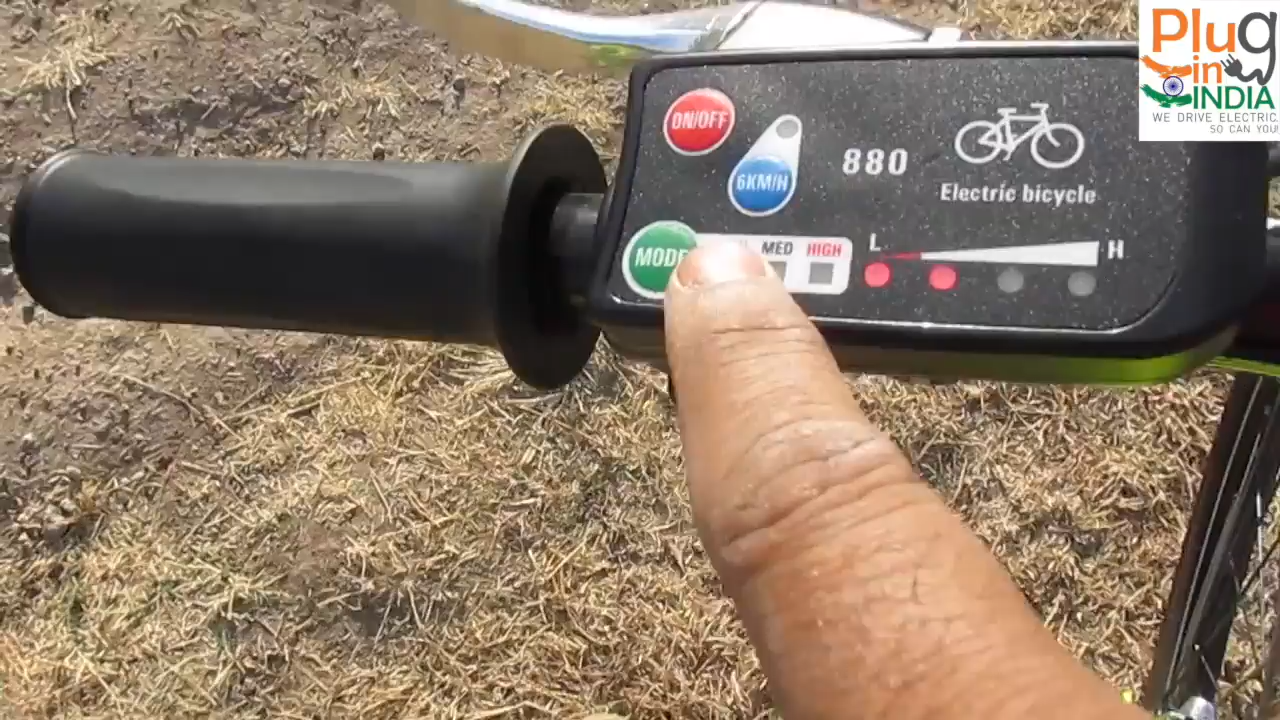 Plug
in
INDIA
WE DRIVE ELECTRIC.
SO CAN YOU
ON/OFF
6KM/H
880
Electric bicycle
MODE
MED
HIGH
L
H